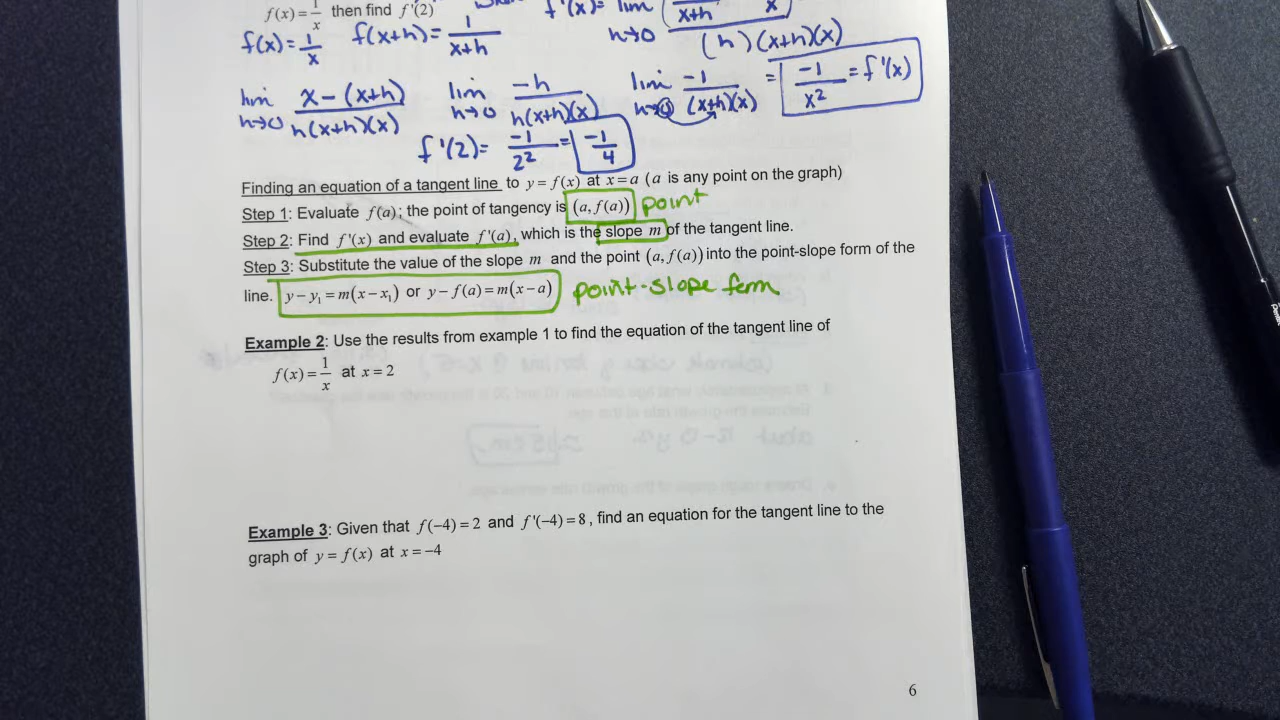 f(x) = 1/x then find f'(2)
f'(x) = lim h→0 x+h x / (h)(x+h)(x)
f(x) = 1/x f(x+h) = 1/(x+h)
lim h→0 x-(x+h) / h(x+h)(x) lim h→0 -h / h(x+h)(x) lim h→0 -1 / (x+h)(x) = -1/x² = f'(x)
f'(2) = -1/2² = -1/4
Finding an equation of a tangent line to y = f(x) at x = a (a is any point on the graph)
Step 1: Evaluate f(a); the point of tangency is (a, f(a)) point
Step 2: Find f'(x) and evaluate f'(a), which is the slope m of the tangent line.
Step 3: Substitute the value of the slope m and the point (a, f(a)) into the point-slope form of the
line. y - y₁ = m(x - x₁) or y - f(a) = m(x - a) point-slope form
Example 2: Use the results from example 1 to find the equation of the tangent line of
f(x) = 1/x at x = 2
Example 3: Given that f(-4) = 2 and f'(-4) = 8, find an equation for the tangent line to the
graph of y = f(x) at x = -4
6